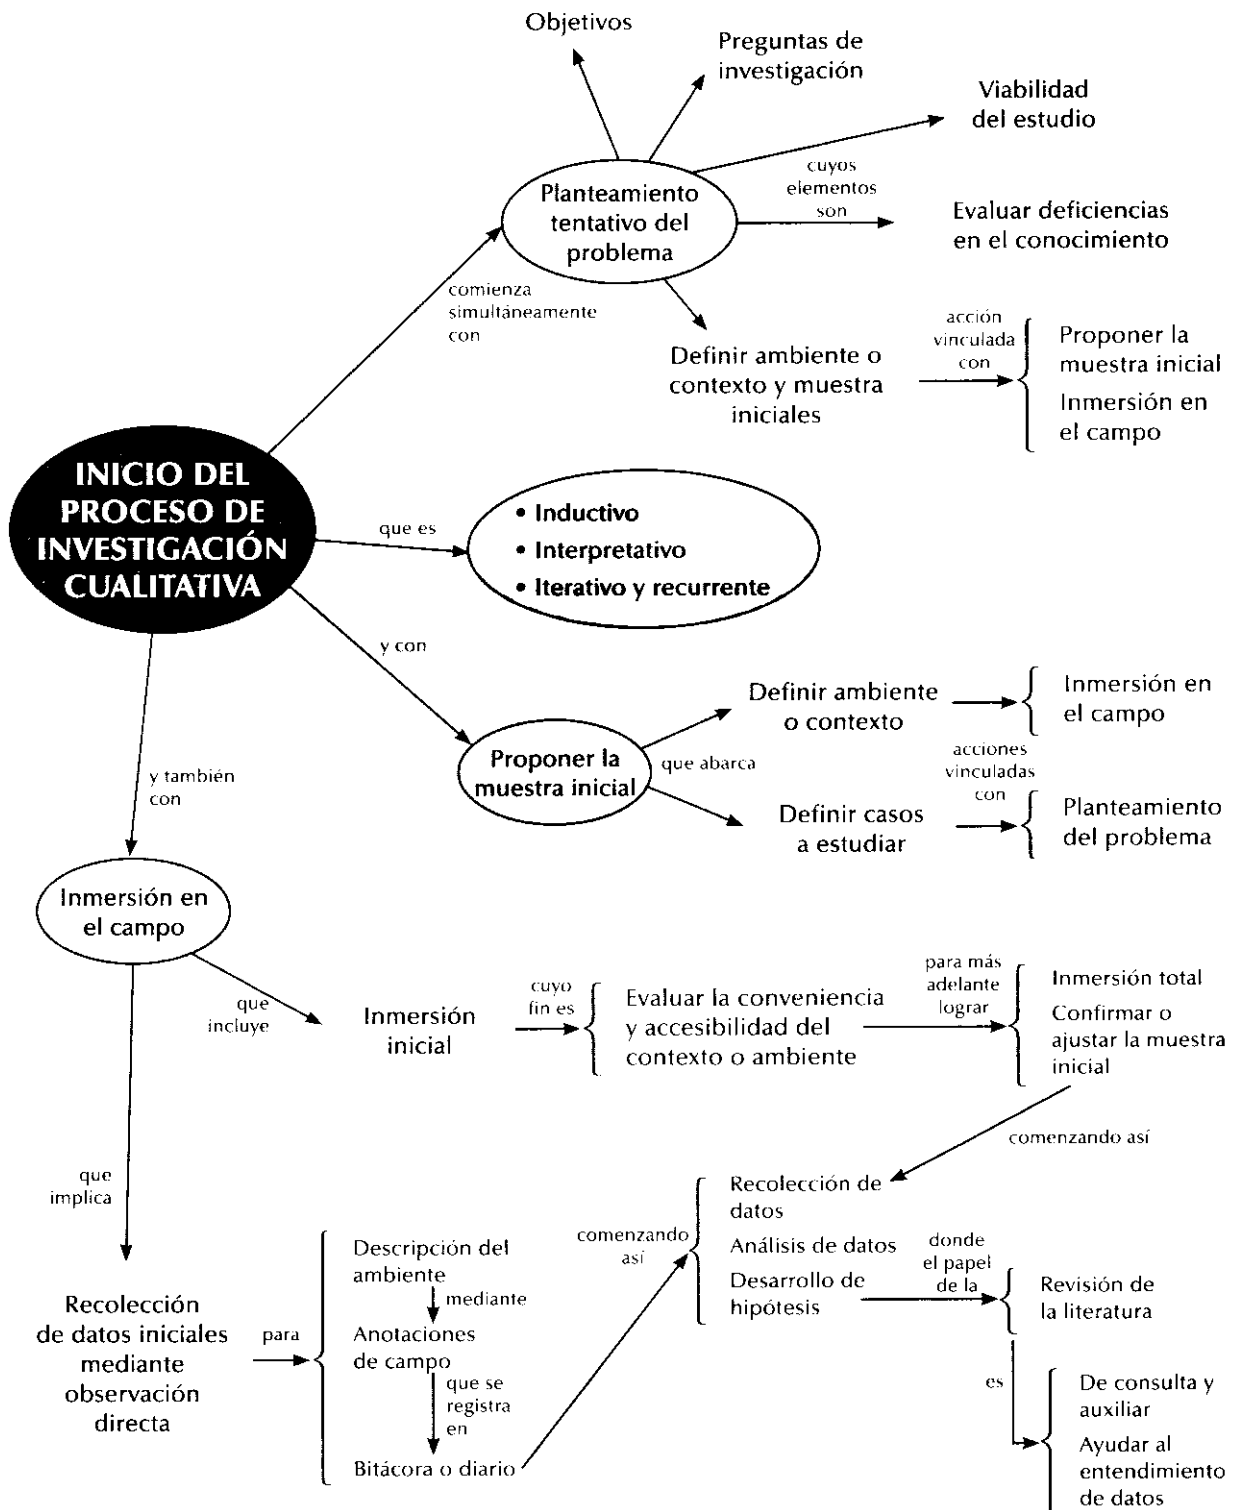 Objetivos
Preguntas de
investigación
Viabilidad
del estudio
Planteamiento
tentativo del
problema
cuyos
elementos
son
Evaluar deficiencias
en el conocimiento
comienza
simultáneamente
con
Definir ambiente o
contexto y muestra
iniciales
acción
vinculada
con
Proponer la
muestra inicial
Inmersión en
el campo
INICIO DEL
PROCESO DE
INVESTIGACIÓN
CUALITATIVA
que es
• Inductivo
• Interpretativo
• Iterativo y recurrente
y con
Proponer la
muestra inicial
que abarca
Definir ambiente
o contexto
Inmersión en
el campo
acciones
vinculadas
con
Definir casos
a estudiar
Planteamiento
del problema
y también
con
Inmersión en
el campo
que
incluye
Inmersión
inicial
cuyo
fin es
Evaluar la conveniencia
y accesibilidad del
contexto o ambiente
para más
adelante
lograr
Inmersión total
Confirmar o
ajustar la muestra
inicial
comenzando así
que
implica
Recolección
de datos iniciales
mediante
observación
directa
para
Descripción del
ambiente
mediante
Anotaciones
de campo
que se
registra
en
Bitácora o diario
comenzando
así
Recolección de
datos
Análisis de datos
Desarrollo de
hipótesis
donde
el papel
de la
Revisión de
la literatura
es
De consulta y
auxiliar
Ayudar al
entendimiento
de datos